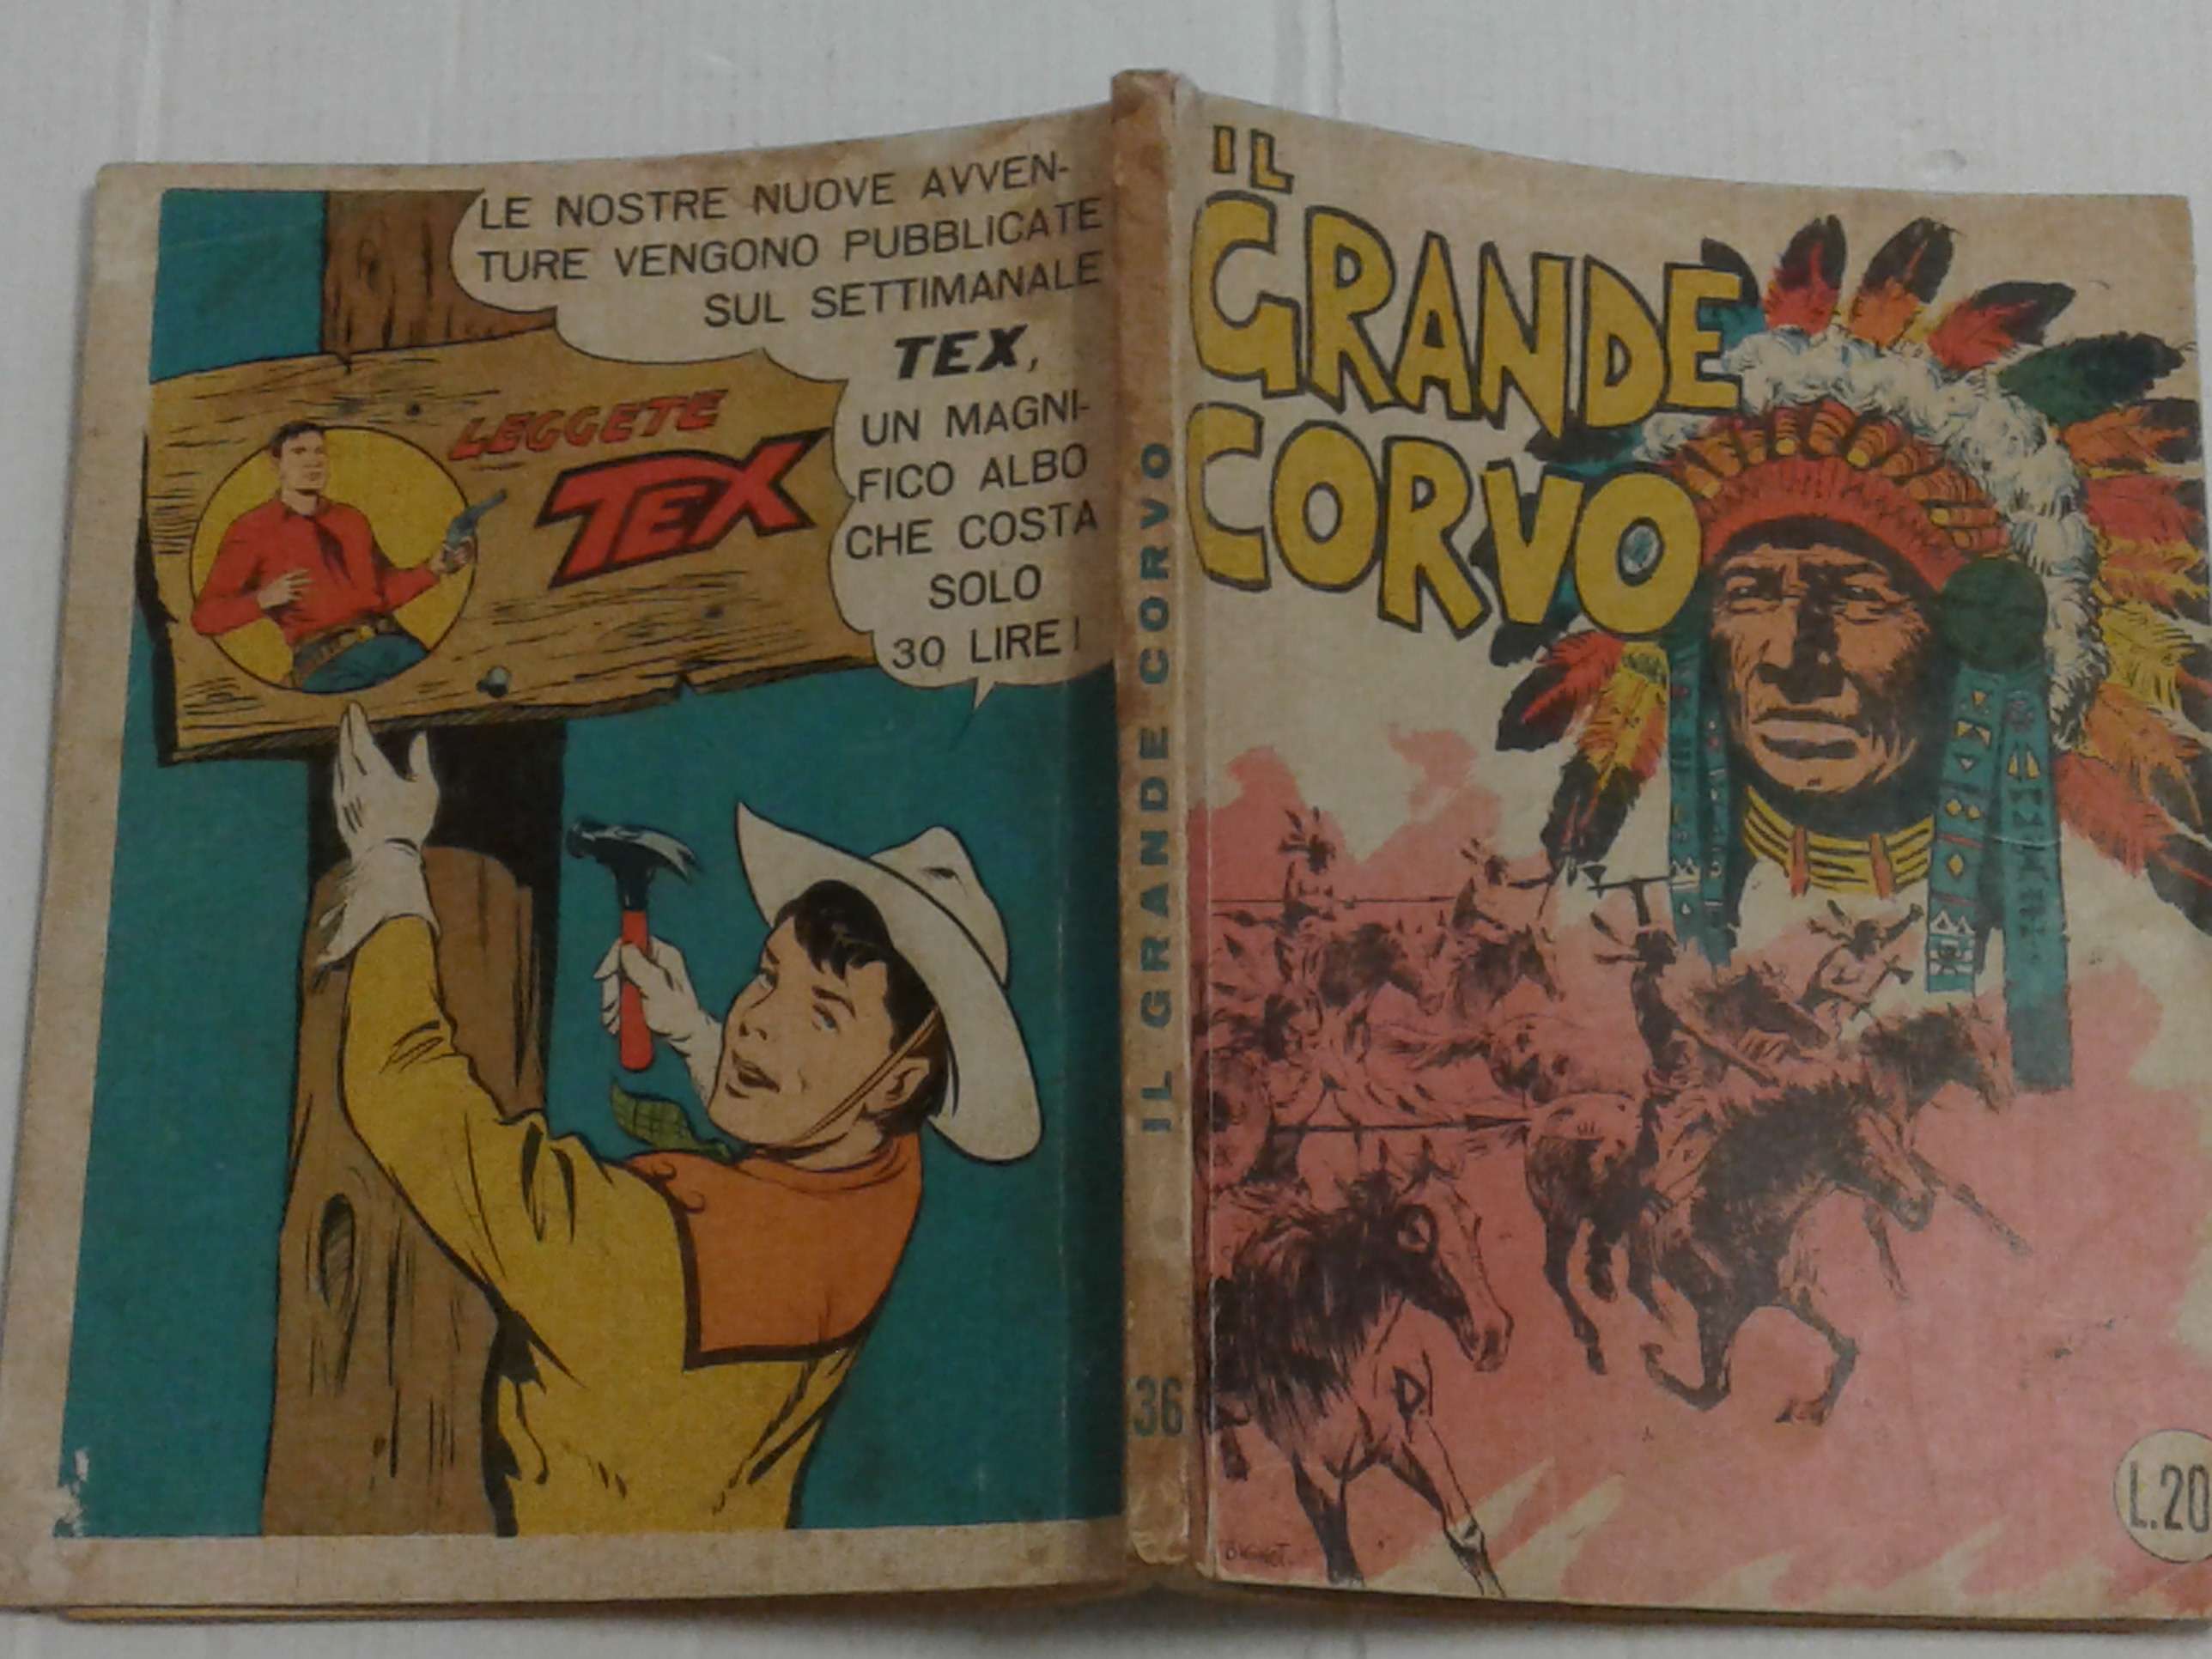 LE NOSTRE NUOVE AVVEN-
TURE VENGONO PUBBLICATE
SUL SETTIMANALE
TEX,
UN MAGNI-
FICO ALBO
CHE COSTA
SOLO
30 LIRE!
LEGGETE
TEX
IL GRANDE CORVO
36
IL
GRANDE
CORVO
L.20